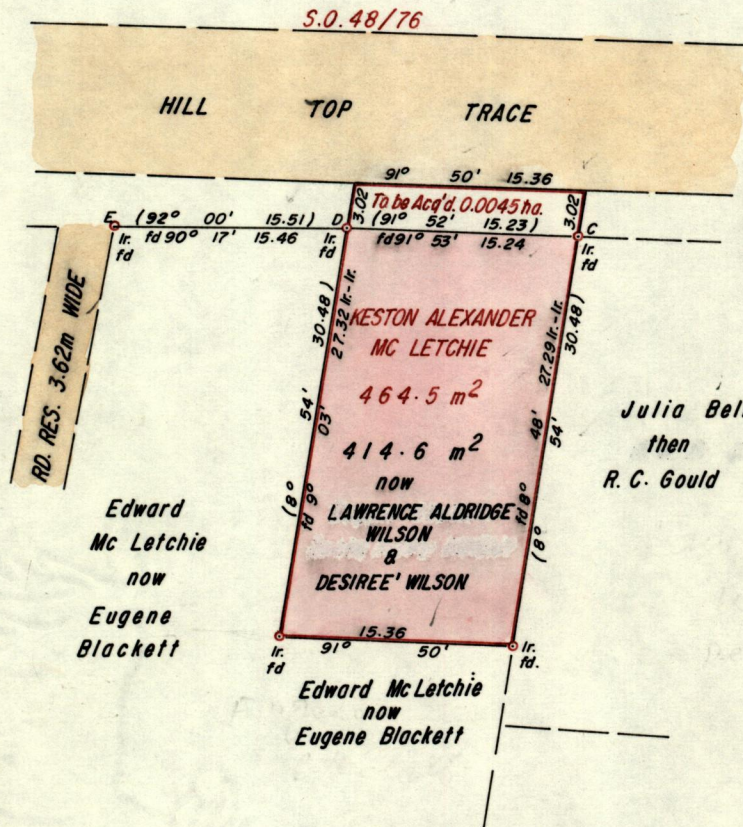 S.O. 48/76
HILL TOP TRACE
91° 50' 15.36
3.02
To be Acq'd. 0.0045 ha.
3.02
E (92° 00' 15.51) D (91° 52' 15.23) C
Ir. fd 90° 17' 15.46 Ir. fd 91° 53' 15.24 Ir.
fd
fd
fd
RD. RES. 3.62m WIDE
(8° 54' 30.48)
fd 9° 03' 27.32 Ir.-Ir.
KESTON ALEXANDER
MC LETCHIE
464.5 m²
414.6 m²
now
LAWRENCE ALDRIDGE
WILSON
&
DESIREE' WILSON
fd 8° 48' 27.29 Ir.-Ir.
(8° 54' 30.48)
Julia Bel
then
R. C. Gould
Edward
Mc Letchie
now
Eugene
Blackett
15.36
Ir.
fd
91° 50'
Ir.
fd.
Edward McLetchie
now
Eugene Blackett